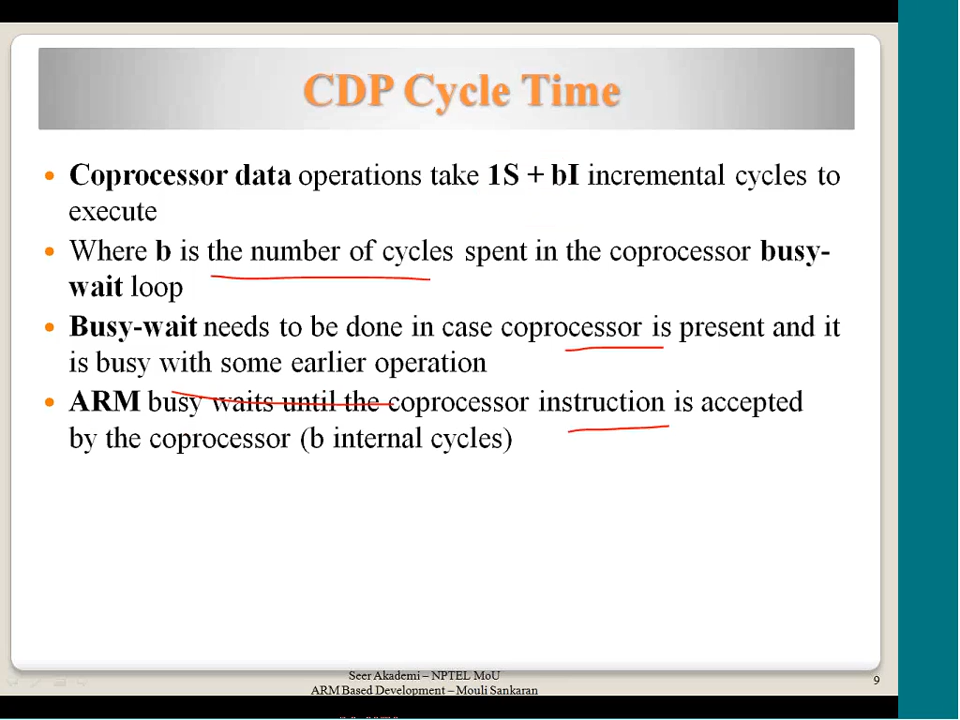 CDP Cycle Time
• Coprocessor data operations take 1S + bI incremental cycles to
execute
• Where b is the number of cycles spent in the coprocessor busy-
wait loop
• Busy-wait needs to be done in case coprocessor is present and it
is busy with some earlier operation
• ARM busy waits until the coprocessor instruction is accepted
by the coprocessor (b internal cycles)
Seer Akademi – NPTEL MoU
ARM Based Development – Mouli Sankaran
9